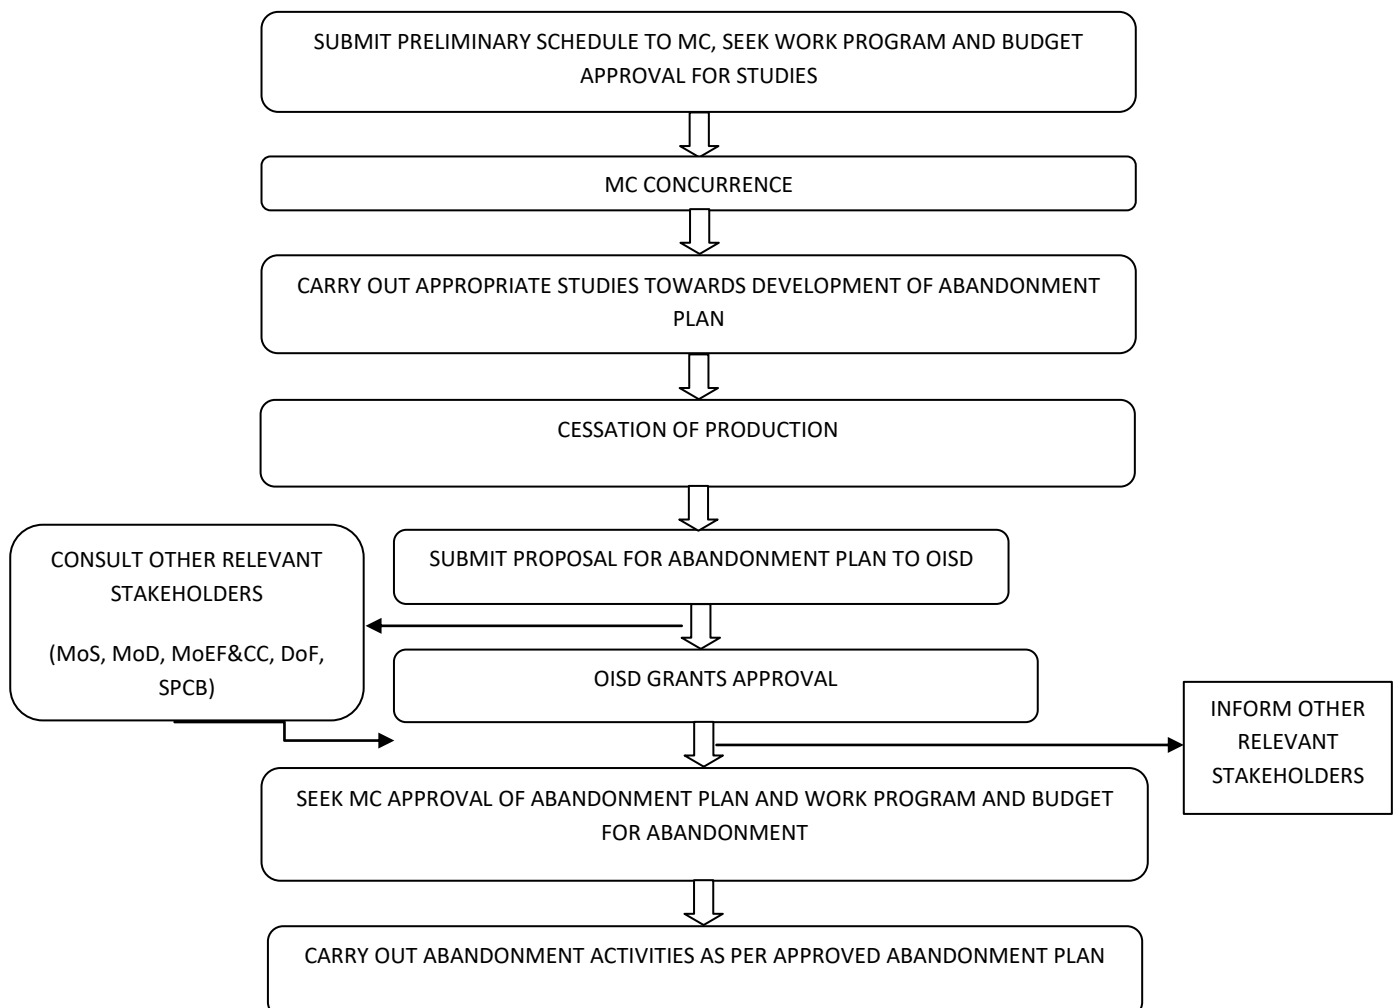 SUBMIT PRELIMINARY SCHEDULE TO MC, SEEK WORK PROGRAM AND BUDGET
APPROVAL FOR STUDIES
MC CONCURRENCE
CARRY OUT APPROPRIATE STUDIES TOWARDS DEVELOPMENT OF ABANDONMENT
PLAN
CESSATION OF PRODUCTION
SUBMIT PROPOSAL FOR ABANDONMENT PLAN TO OISD
CONSULT OTHER RELEVANT
STAKEHOLDERS
(MoS, MoD, MoEF&CC, DoF,
SPCB)
OISD GRANTS APPROVAL
INFORM OTHER
RELEVANT
STAKEHOLDERS
SEEK MC APPROVAL OF ABANDONMENT PLAN AND WORK PROGRAM AND BUDGET
FOR ABANDONMENT
CARRY OUT ABANDONMENT ACTIVITIES AS PER APPROVED ABANDONMENT PLAN